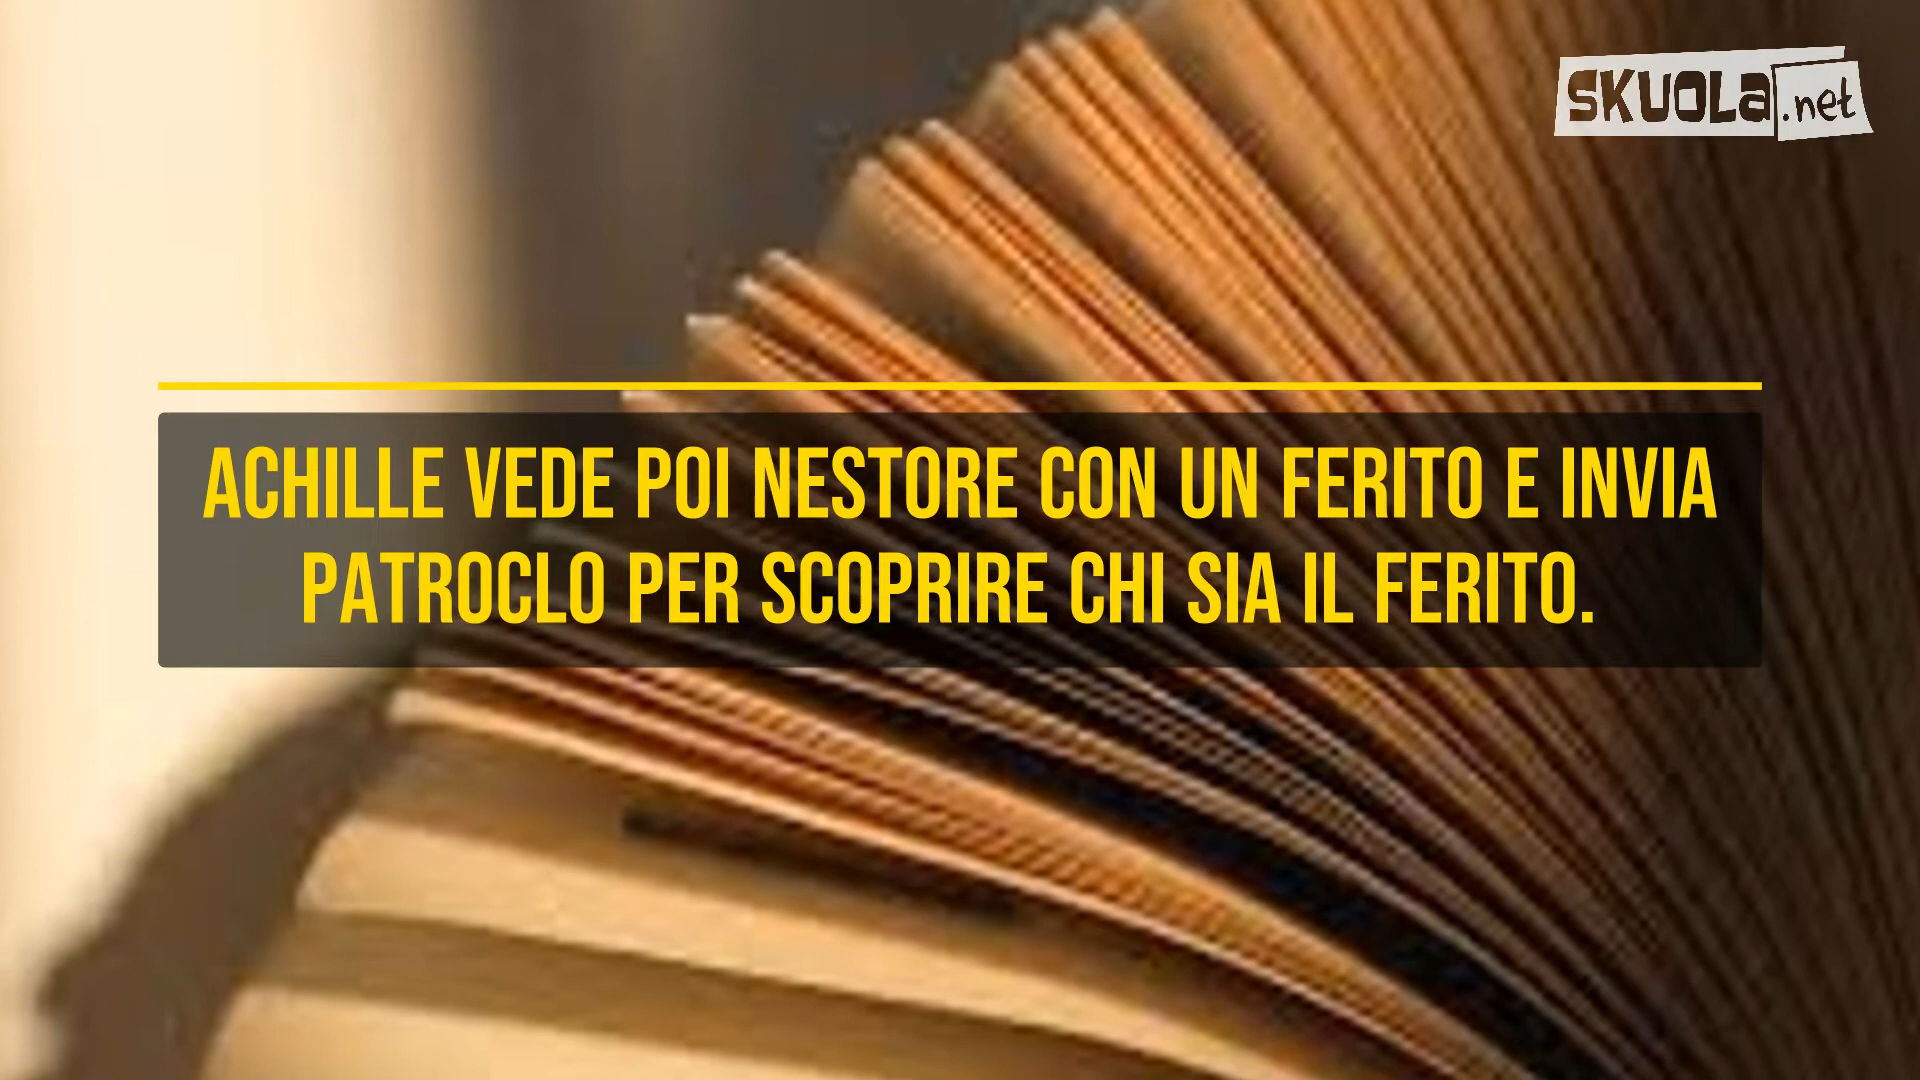 SKUOLa.net
ACHILLE VEDE POI NESTORE CON UN FERITO E INVIA
PATROCLO PER SCOPRIRE CHI SIA IL FERITO.